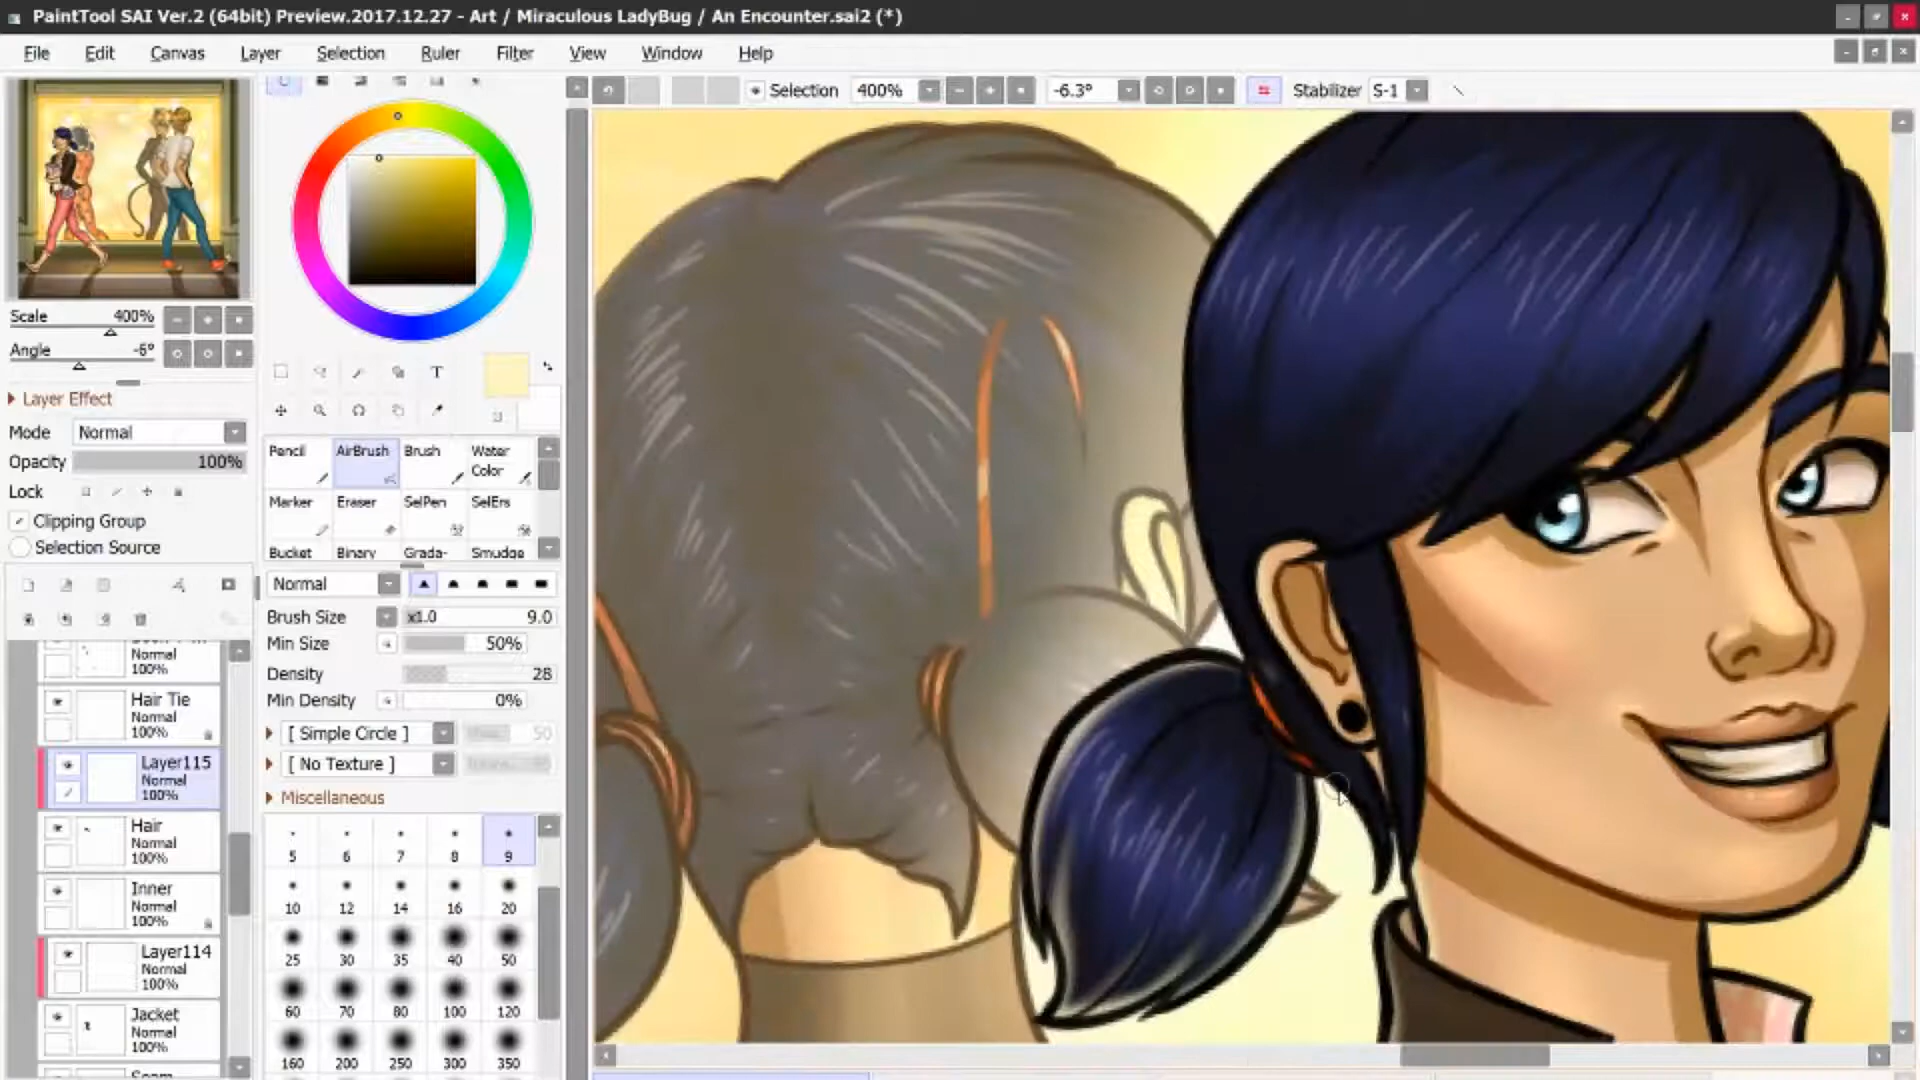 PaintTool SAI Ver.2 (64bit) Preview.2017.12.27 - Art / Miraculous LadyBug / An Encounter.sai2 (*)
File Edit Canvas Layer Selection Ruler Filter View Window Help
Selection 400% -6.3° Stabilizer S-1
Scale 400%
Angle -6°
Layer Effect
Mode Normal
Opacity 100%
Lock
Clipping Group
Selection Source
T
Pencil AirBrush Brush Water Color
Marker Eraser SelPen SelErs
Bucket Binary Grada- Smudge
Normal
Brush Size x1.0 9.0
Min Size 50%
Density 28
Min Density 0%
[ Simple Circle ] 50
[ No Texture ]
Miscellaneous
5 6 7 8 9
10 12 14 16 20
25 30 35 40 50
60 70 80 100 120
160 200 250 300 350
Normal
100%
Hair Tie
Normal
100%
Layer115
Normal
100%
Hair
Normal
100%
Inner
Normal
100%
Layer114
Normal
100%
Jacket
Normal
100%